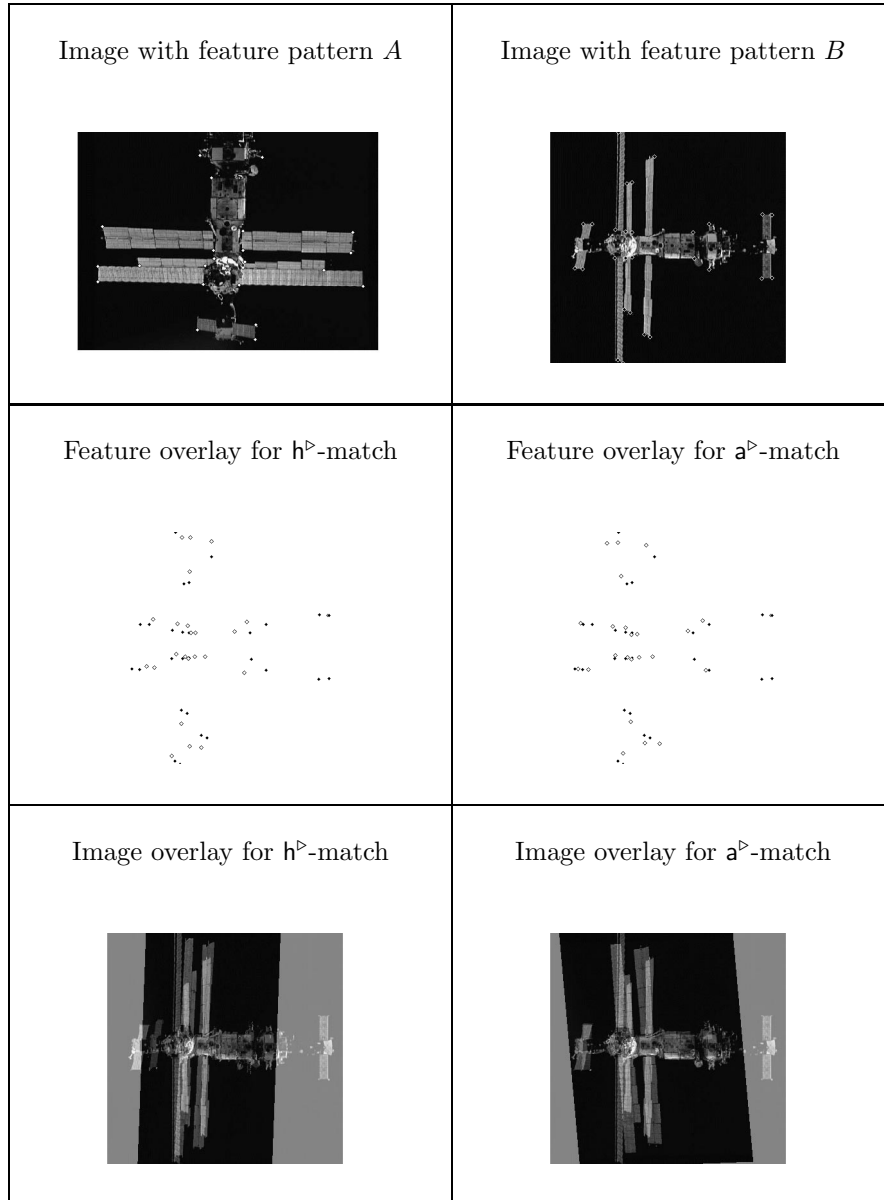 Image with feature pattern A
Image with feature pattern B
Feature overlay for h▷-match
Feature overlay for a▷-match
Image overlay for h▷-match
Image overlay for a▷-match